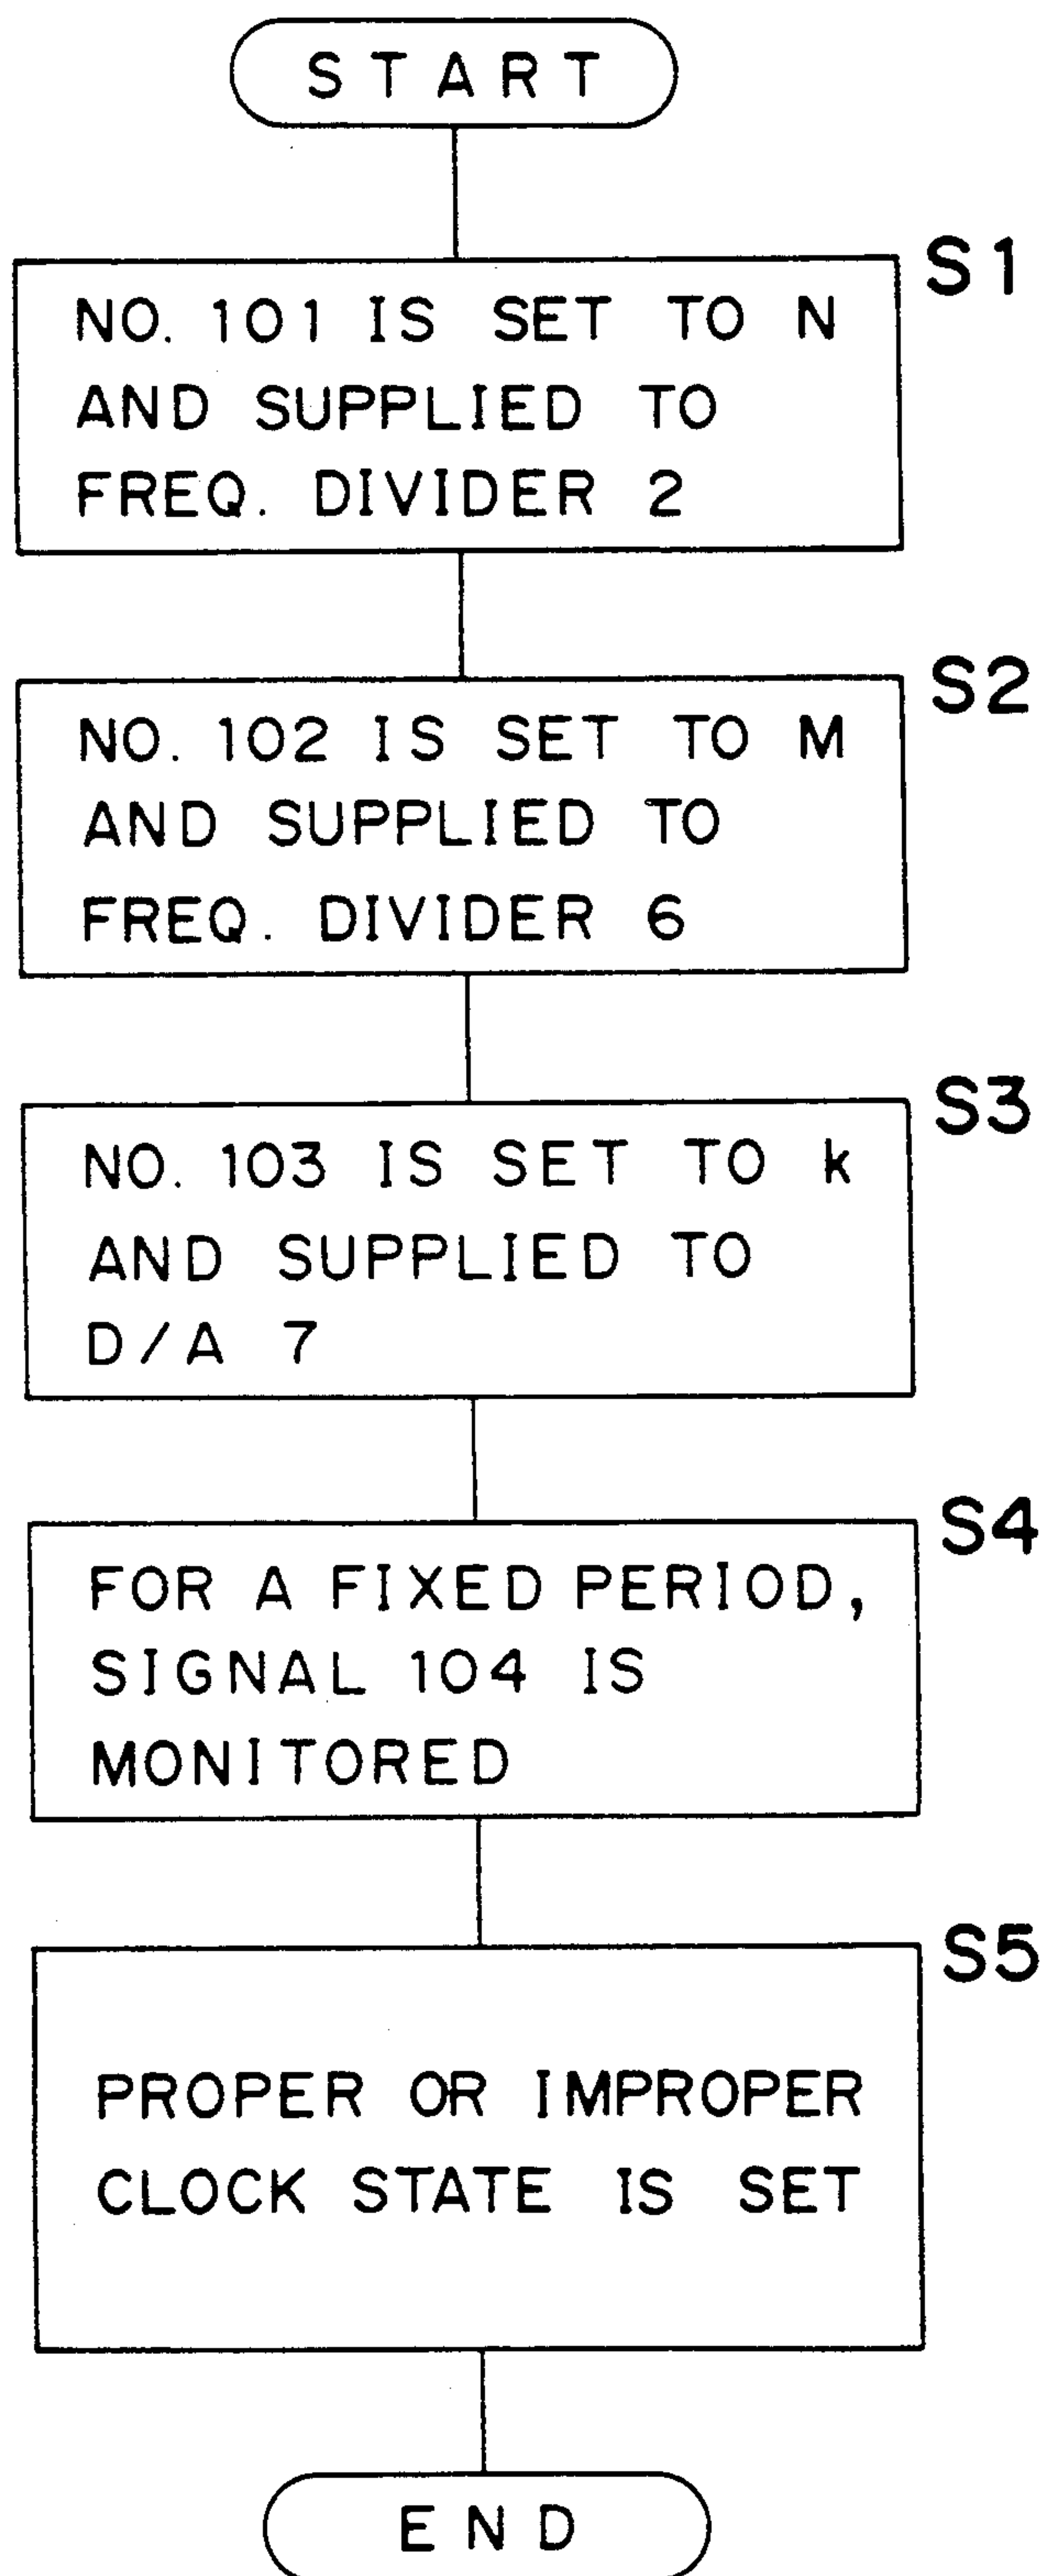 START
S1
NO. 101 IS SET TO N
AND SUPPLIED TO
FREQ. DIVIDER 2
S2
NO. 102 IS SET TO M
AND SUPPLIED TO
FREQ. DIVIDER 6
S3
NO. 103 IS SET TO k
AND SUPPLIED TO
D/A 7
S4
FOR A FIXED PERIOD,
SIGNAL 104 IS
MONITORED
S5
PROPER OR IMPROPER
CLOCK STATE IS SET
END